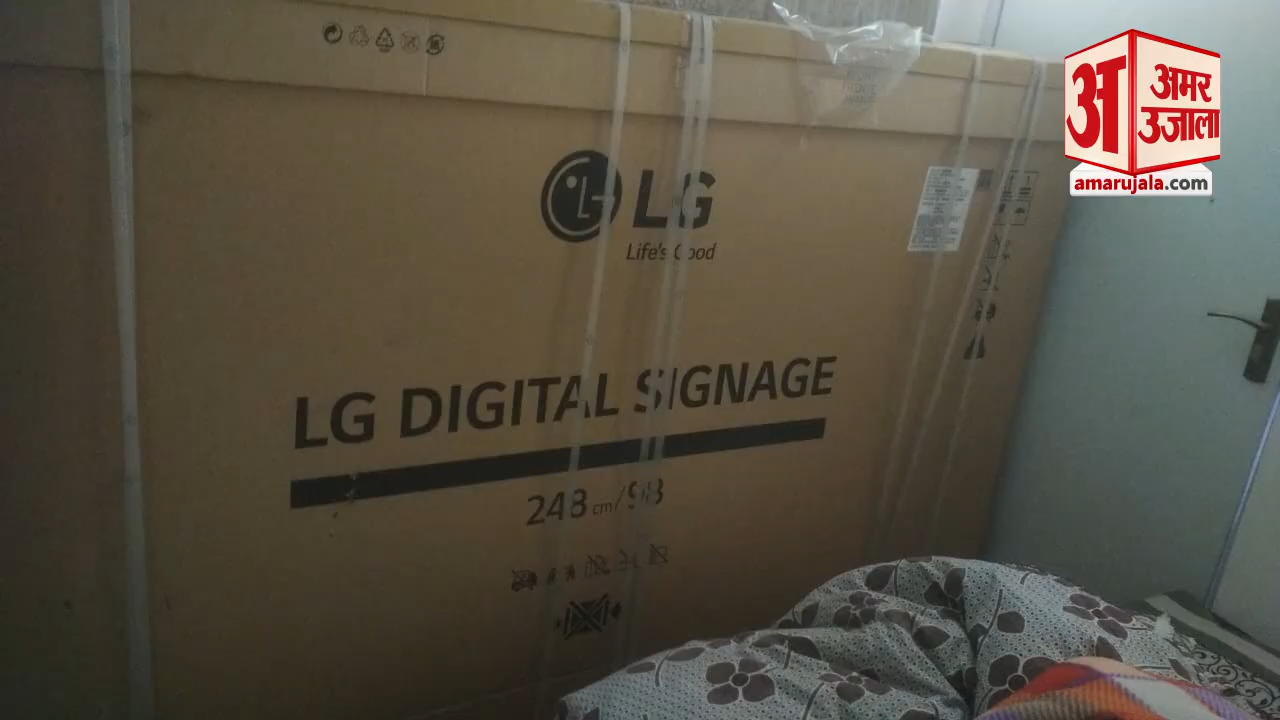 LG
Life's Good
LG DIGITAL SIGNAGE
248 cm/98
अ
अमर
उजाला
amarujala.com